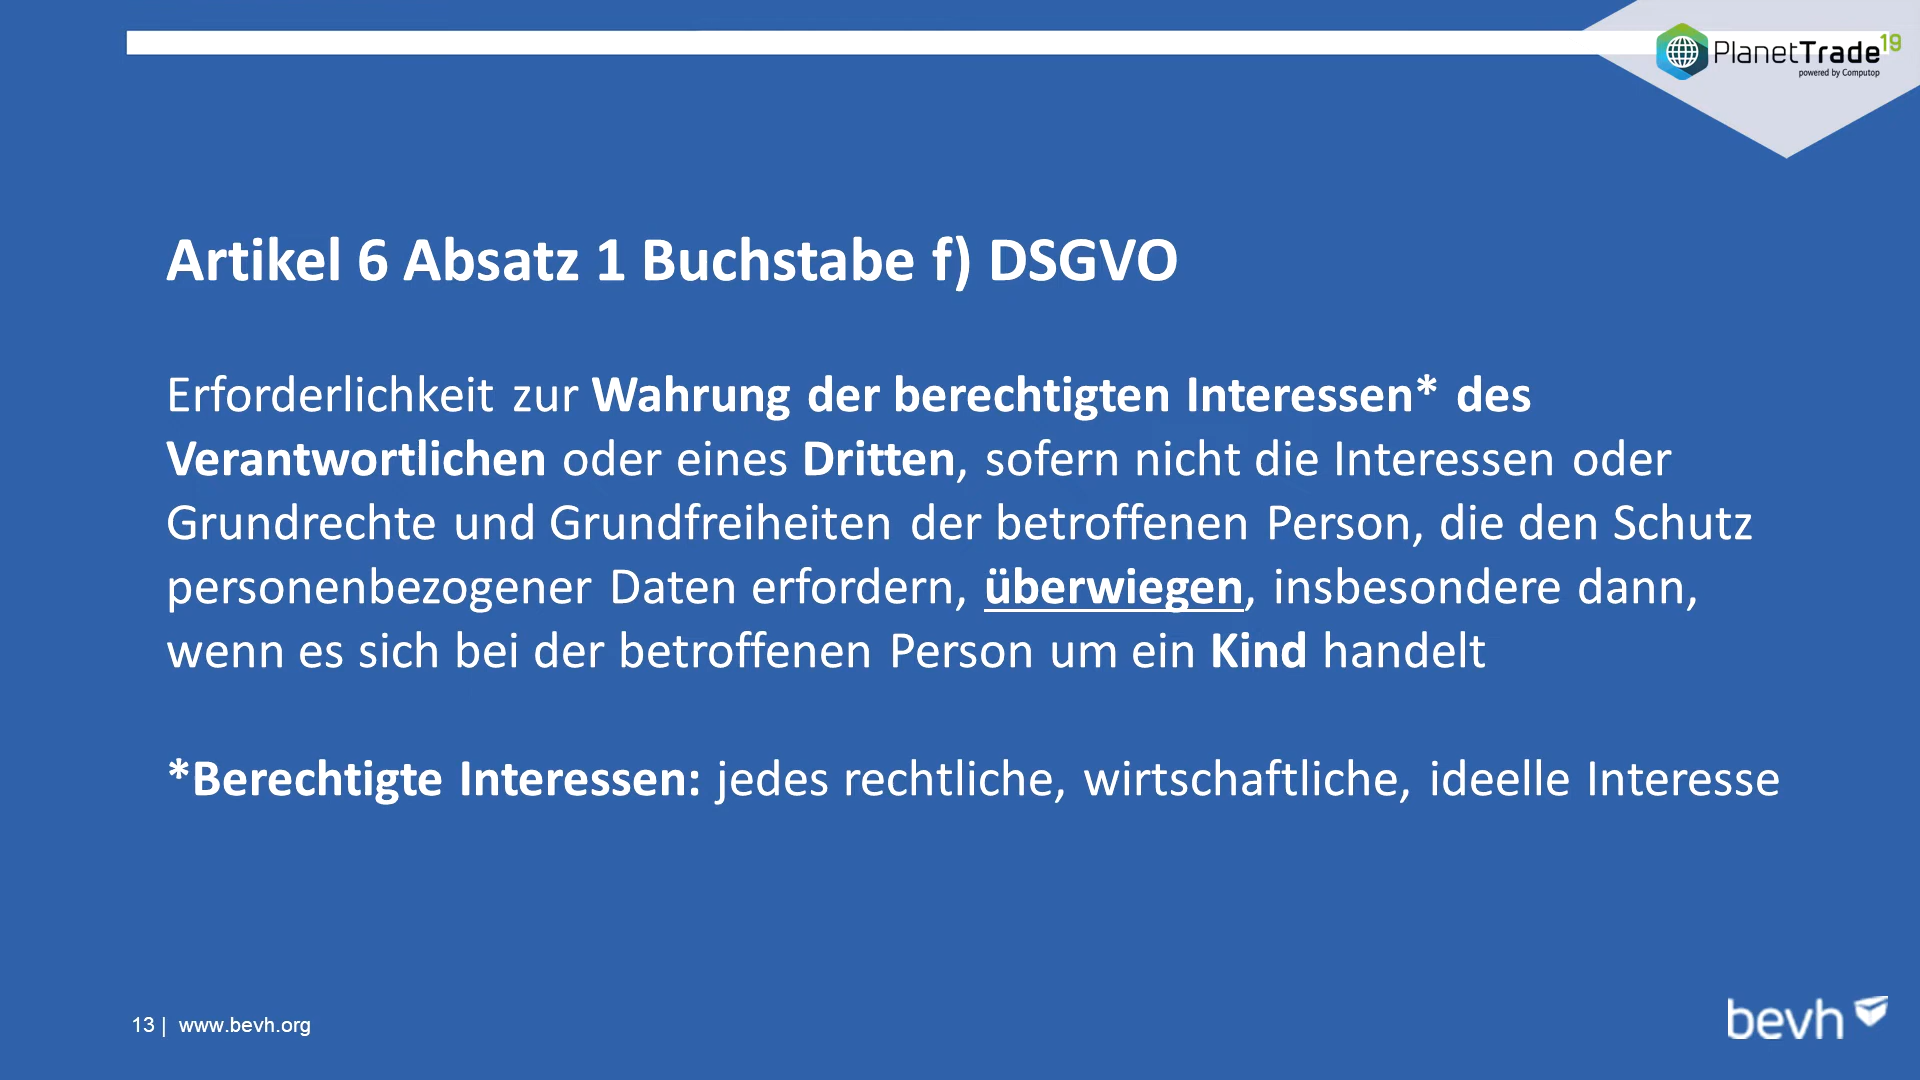 PlanetTrade19
powered by Computop
Artikel 6 Absatz 1 Buchstabe f) DSGVO
Erforderlichkeit zur Wahrung der berechtigten Interessen* des
Verantwortlichen oder eines Dritten, sofern nicht die Interessen oder
Grundrechte und Grundfreiheiten der betroffenen Person, die den Schutz
personenbezogener Daten erfordern, überwiegen, insbesondere dann,
wenn es sich bei der betroffenen Person um ein Kind handelt
*Berechtigte Interessen: jedes rechtliche, wirtschaftliche, ideelle Interesse
13 | www.bevh.org
bevh